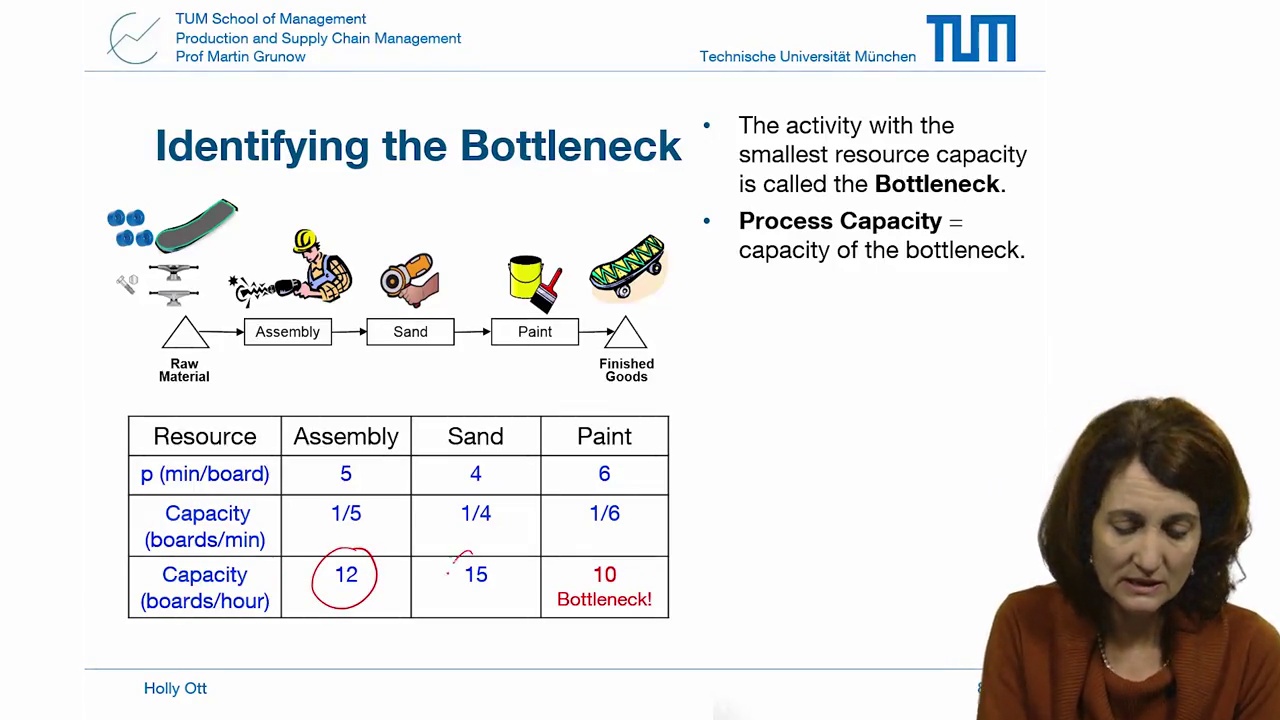 TUM School of Management
Production and Supply Chain Management
Prof Martin Grunow
Technische Universität München
TUM
Identifying the Bottleneck
• The activity with the
smallest resource capacity
is called the Bottleneck.
• Process Capacity =
capacity of the bottleneck.
Assembly
Sand
Paint
Raw
Material
Finished
Goods
Resource Assembly Sand Paint
p (min/board) 5 4 6
Capacity
(boards/min)
1/5 1/4 1/6
Capacity
(boards/hour)
12 15 10
Bottleneck!
Holly Ott